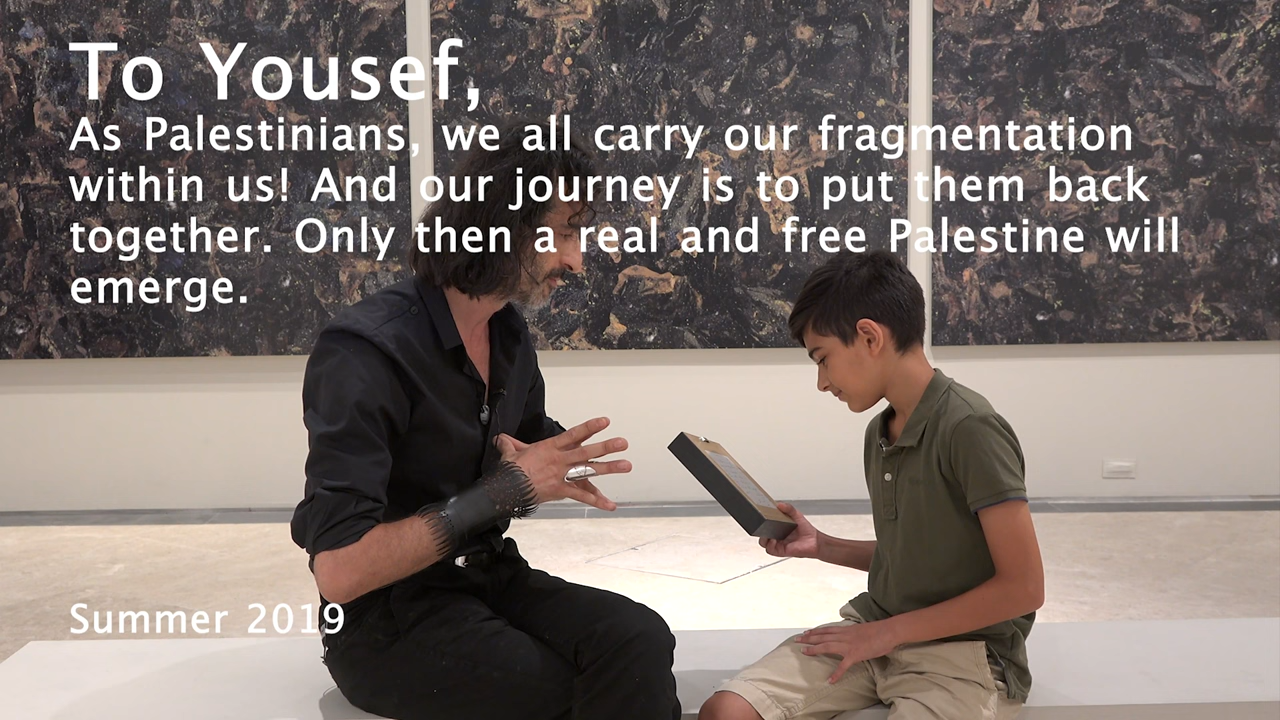 To Yousef,
As Palestinians, we all carry our fragmentation
within us! And our journey is to put them back
together. Only then a real and free Palestine will
emerge.
Summer 2019